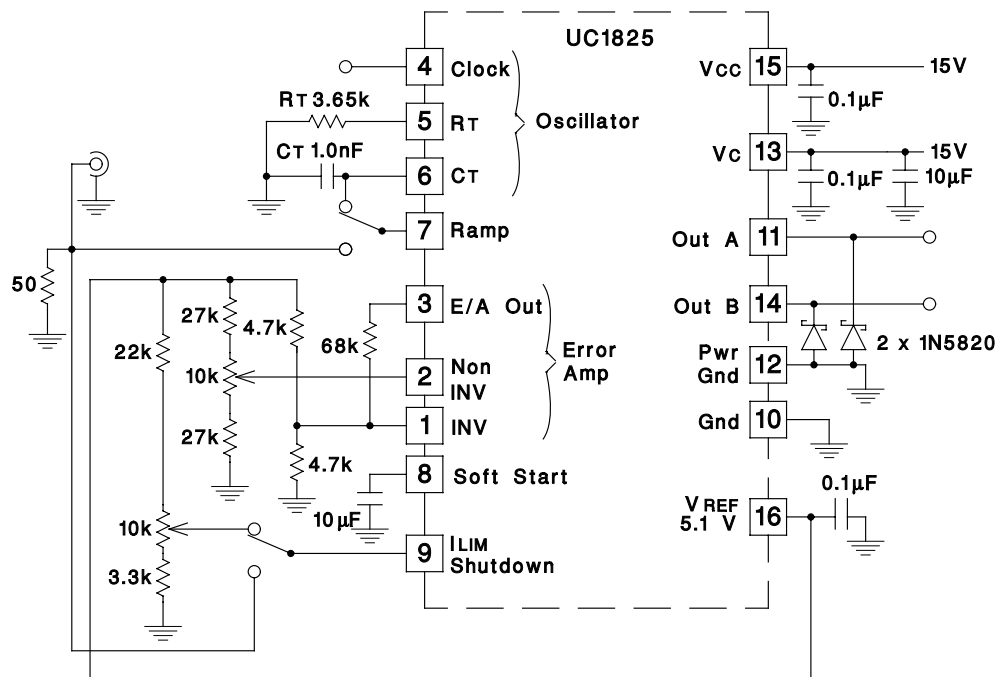 UC1825
4 Clock
RT 3.65k
5 RT
Oscillator
CT 1.0nF
6 CT
7 Ramp
50
3 E/A Out
27k
4.7k
22k
68k
Error
Amp
10k
2 Non
INV
27k
1 INV
4.7k
8 Soft Start
10µF
10k
9 ILIM
Shutdown
3.3k
VCC 15
15V
0.1µF
VC 13
15V
0.1µF
10µF
Out A 11
Out B 14
2 x 1N5820
Pwr
Gnd 12
Gnd 10
0.1µF
VREF
5.1 V 16